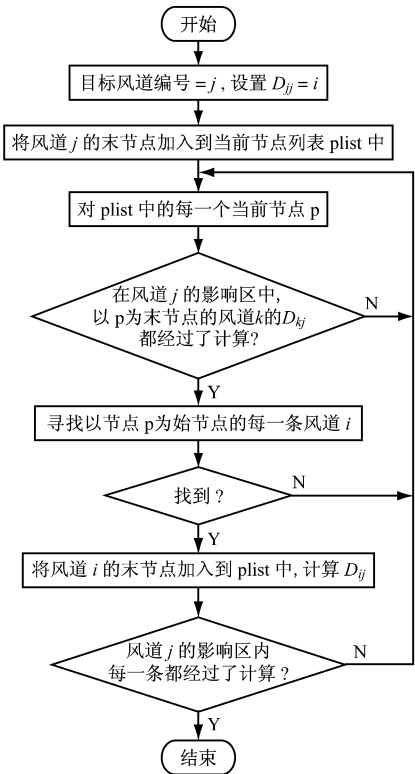 开始
目标风道编号 = j , 设置 Djj = i
将风道 j 的末节点加入到当前节点列表 plist 中
对 plist 中的每一个当前节点 p
在风道 j 的影响区中,
以 p为末节点的风道k的Dkj
都经过了计算?
N
Y
寻找以节点 p为始节点的每一条风道 i
找到 ?
N
Y
将风道 i 的末节点加入到 plist 中, 计算 Dij
风道 j 的影响区内
每一条都经过了计算 ?
N
Y
结束